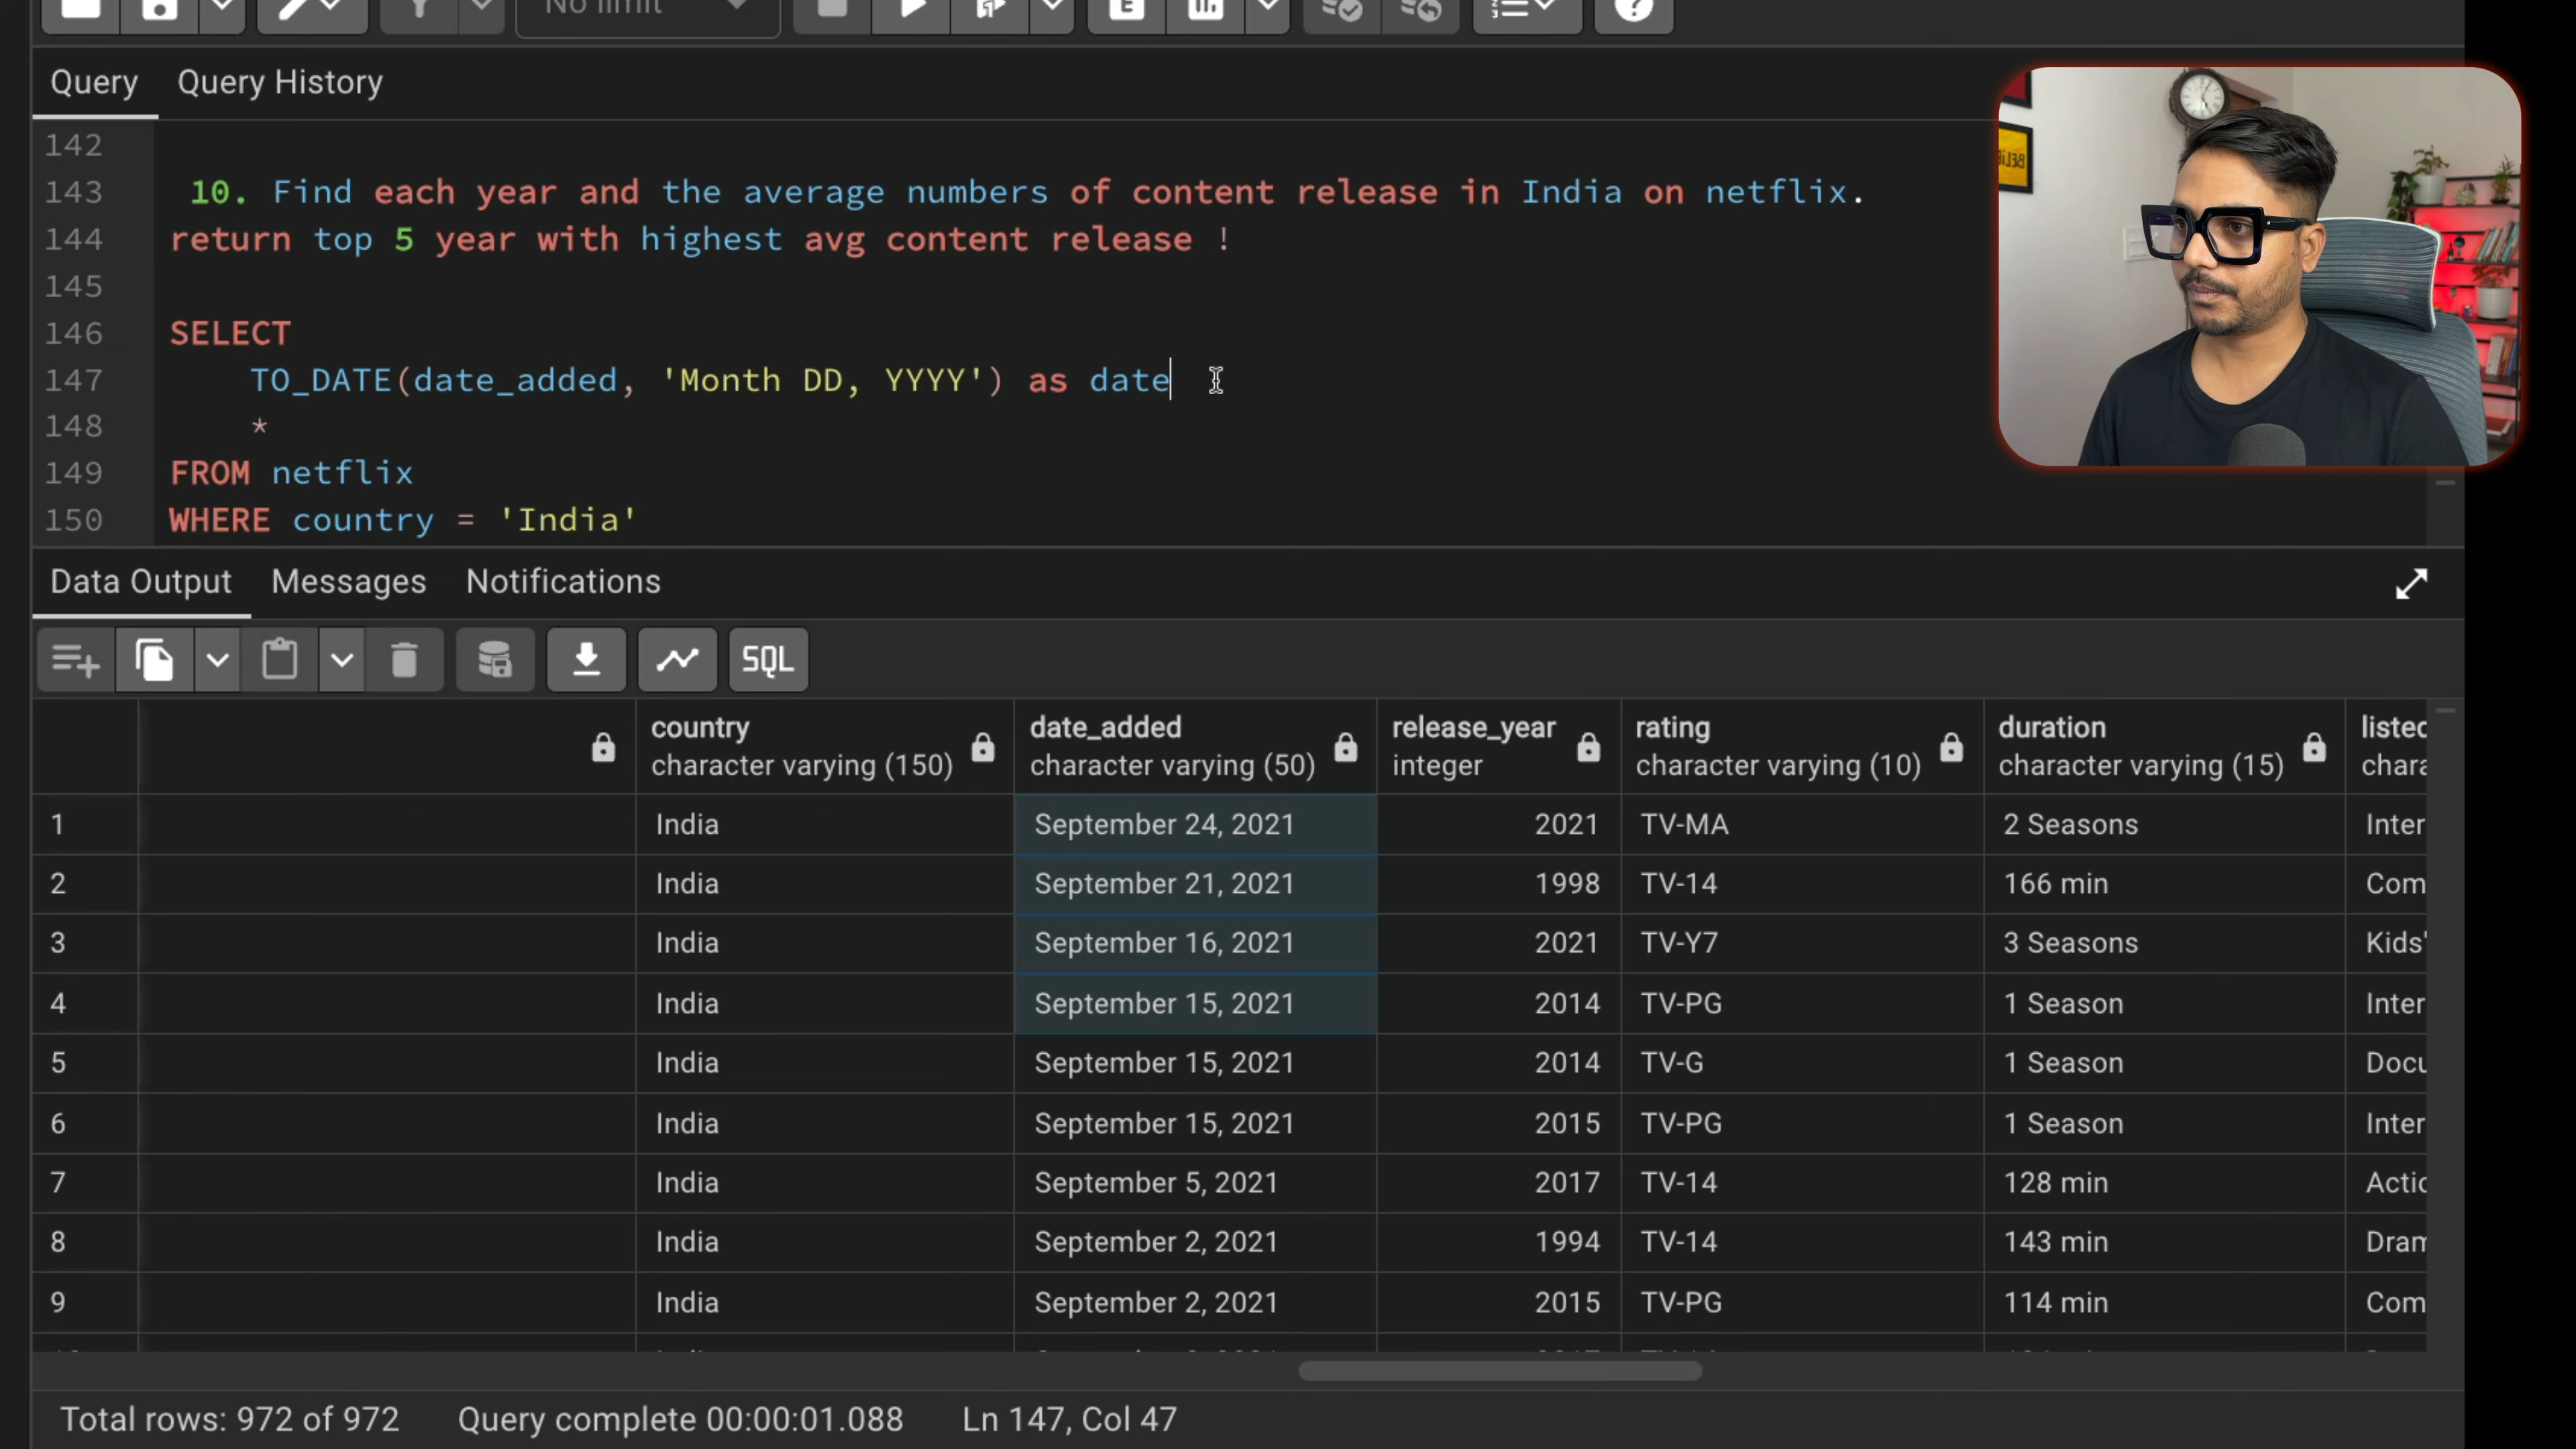 No limit
Query Query History
142
143 10. Find each year and the average numbers of content release in India on netflix.
144 return top 5 year with highest avg content release !
145
146 SELECT
147 TO_DATE(date_added, 'Month DD, YYYY') as date
148 *
149 FROM netflix
150 WHERE country = 'India'
Data Output Messages Notifications
SQL
country date_added release_year rating duration listed
character varying (150) character varying (50) integer character varying (10) character varying (15) chara
1 India September 24, 2021 2021 TV-MA 2 Seasons Inter
2 India September 21, 2021 1998 TV-14 166 min Com
3 India September 16, 2021 2021 TV-Y7 3 Seasons Kids'
4 India September 15, 2021 2014 TV-PG 1 Season Inter
5 India September 15, 2021 2014 TV-G 1 Season Docu
6 India September 15, 2021 2015 TV-PG 1 Season Inter
7 India September 5, 2021 2017 TV-14 128 min Actio
8 India September 2, 2021 1994 TV-14 143 min Dram
9 India September 2, 2021 2015 TV-PG 114 min Com
Total rows: 972 of 972 Query complete 00:00:01.088 Ln 147, Col 47